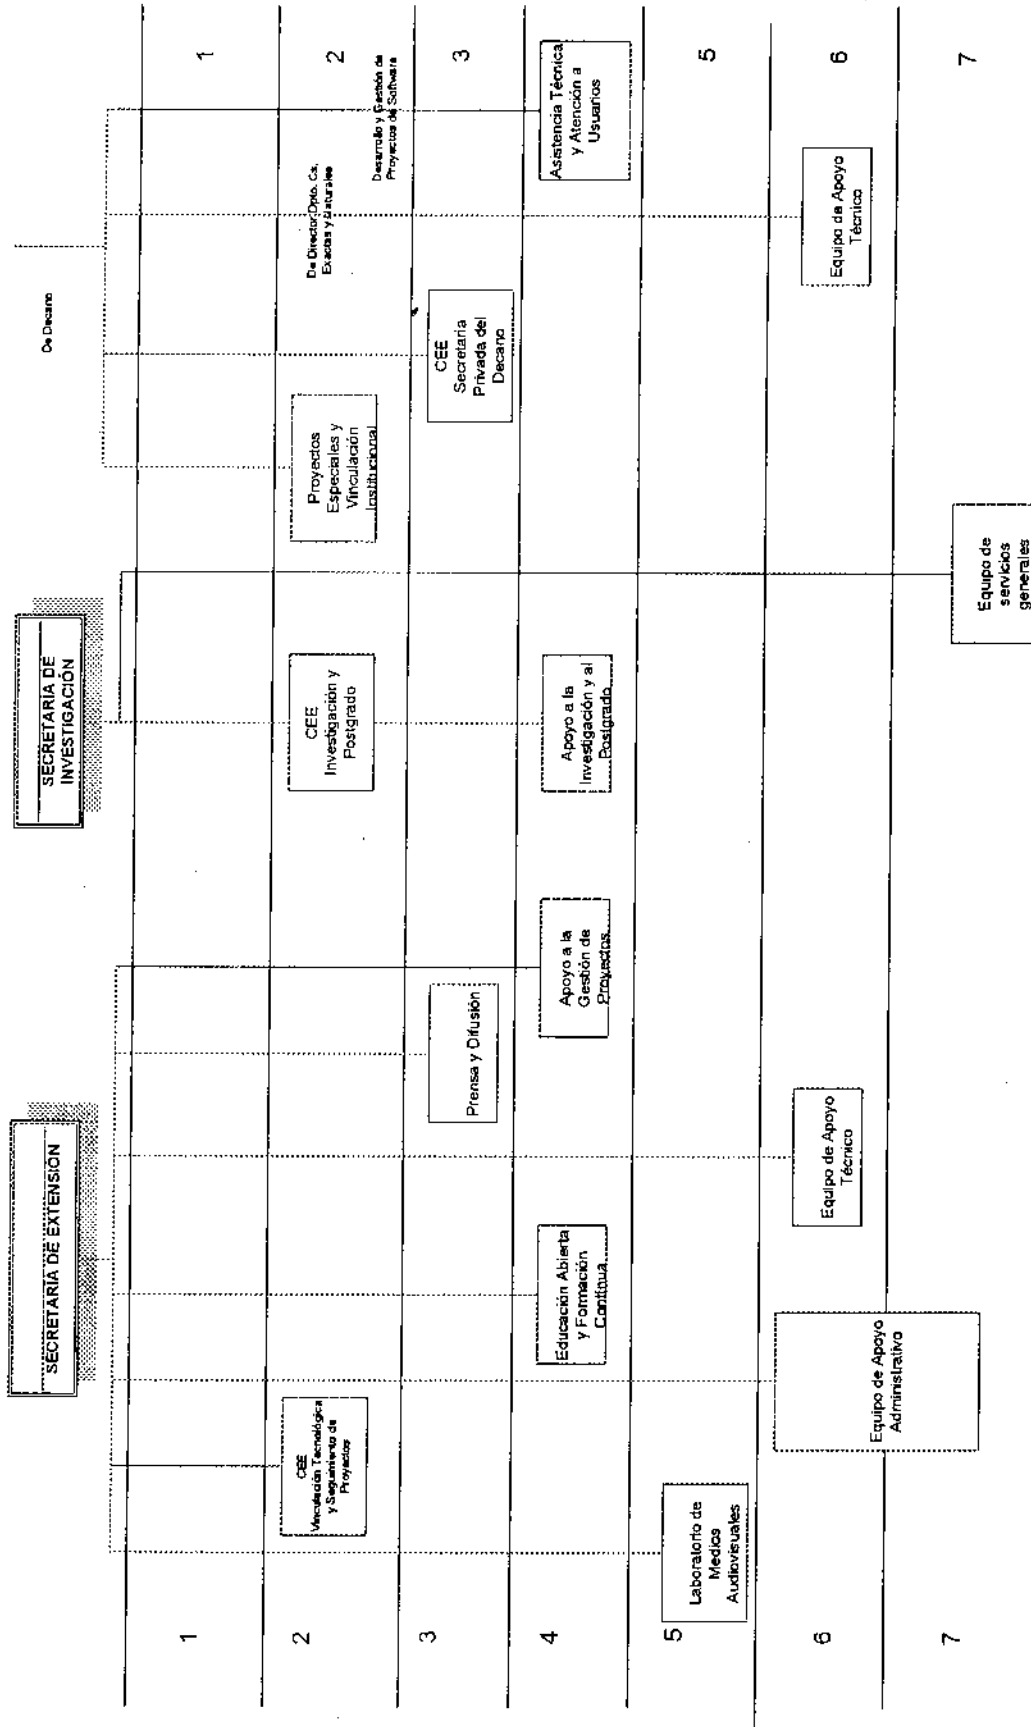 De Decano
SECRETARIA DE EXTENSIÓN
SECRETARIA DE
INVESTIGACIÓN
1
1
2
CEE
Vinculación Tecnológica
y Seguimiento de
Proyectos
CEE
Investigación y
Postgrado
Proyectos
Especiales y
Vinculación
Institucional
De Director Dpto. Cs.
Exactas y Naturales
2
Desarrollo y Gestión de
Proyectos de Software
3
Prensa y Difusión
CEE
Secretaria
Privada del
Decano
3
4
Educación Abierta
y Formación
Continua
Apoyo a la
Gestión de
Proyectos
Apoyo a la
Investigación y al
Postgrado
Asistencia Técnica
y Atención a
Usuarios
5
Laboratorio de
Medios
Audiovisuales
5
6
Equipo de Apoyo
Administrativo
Equipo de Apoyo
Técnico
Equipo de Apoyo
Técnico
6
7
Equipo de
servicios
generales
7